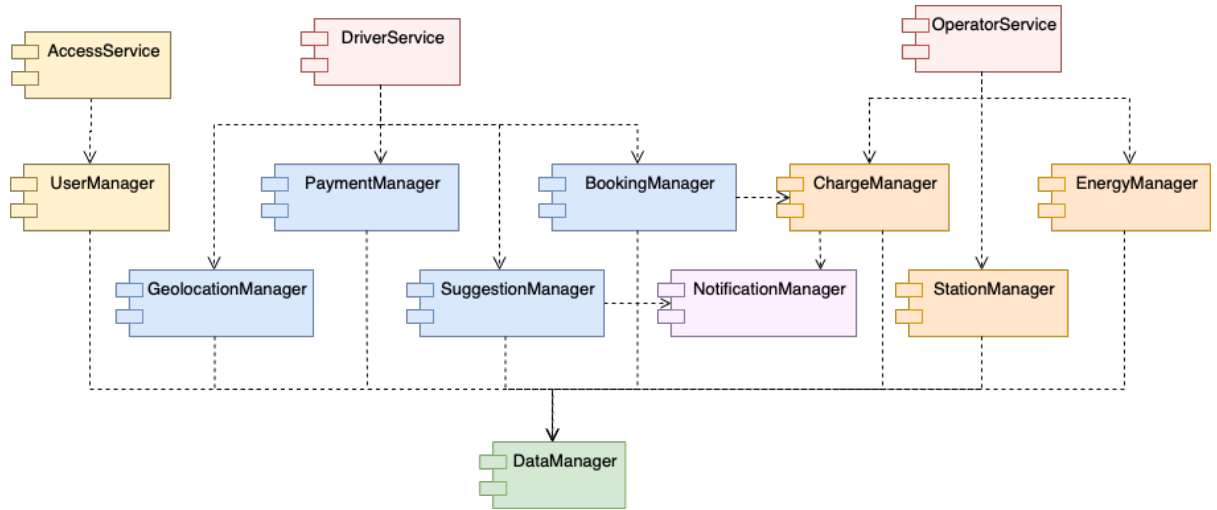 AccessService
DriverService
OperatorService
UserManager
PaymentManager
BookingManager
ChargeManager
EnergyManager
GeolocationManager
SuggestionManager
NotificationManager
StationManager
DataManager